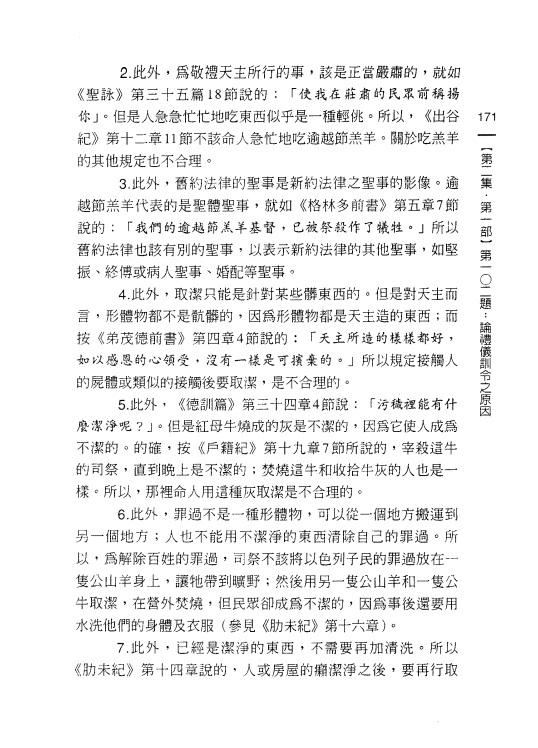 2.此外，為敬禮天主所行的事，該是正當嚴肅的，就如
《聖詠》第三十五篇18節說的：「使我在莊肅的民眾前稱揚
你」。但是人急急忙忙地吃東西似乎是一種輕佻。所以，《出谷
紀》第十二章11節不該命人急忙地吃逾越節羔羊。關於吃羔羊
的其他規定也不合理。
3.此外，舊約法律的聖事是新約法律之聖事的影像。逾
越節羔羊代表的是聖體聖事，就如《格林多前書》第五章7節
說的：「我們的逾越節羔羊基督，已被祭殺作了犧牲。」所以
舊約法律也該有別的聖事，以表示新約法律的其他聖事，如堅
振、終傅或病人聖事、婚配等聖事。
4.此外，取潔只能是針對某些髒東西的。但是對天主而
言，形體物都不是骯髒的，因為形體物都是天主造的東西；而
按《弟茂德前書》第四章4節說的：「天主所造的樣樣都好，
如以感恩的心領受，沒有一樣是可擯棄的。」所以規定接觸人
的屍體或類似的接觸後要取潔，是不合理的。
5.此外，《德訓篇》第三十四章4節說：「污穢裡能有什
麼潔淨呢？」。但是紅母牛燒成的灰是不潔的，因為它使人成為
不潔的。的確，按《戶籍紀》第十九章7節所說的，宰殺這牛
的司祭，直到晚上是不潔的；焚燒這牛和收拾牛灰的人也是一
樣。所以，那裡命人用這種灰取潔是不合理的。
6.此外，罪過不是一種形體物，可以從一個地方搬運到
另一個地方；人也不能用不潔淨的東西清除自己的罪過。所
以，為解除百姓的罪過，司祭不該將以色列子民的罪過放在一
隻公山羊身上，讓牠帶到曠野；然後用另一隻公山羊和一隻公
牛取潔，在營外焚燒，但民眾卻成為不潔的，因為事後還要用
水洗他們的身體及衣服（參見《肋未紀》第十六章）。
7.此外，已經是潔淨的東西，不需要再加清洗。所以
《肋未紀》第十四章說的，人或房屋的癩潔淨之後，要再行取
171
【第二集．第一部】第一〇二題：論禮儀訓令之原因